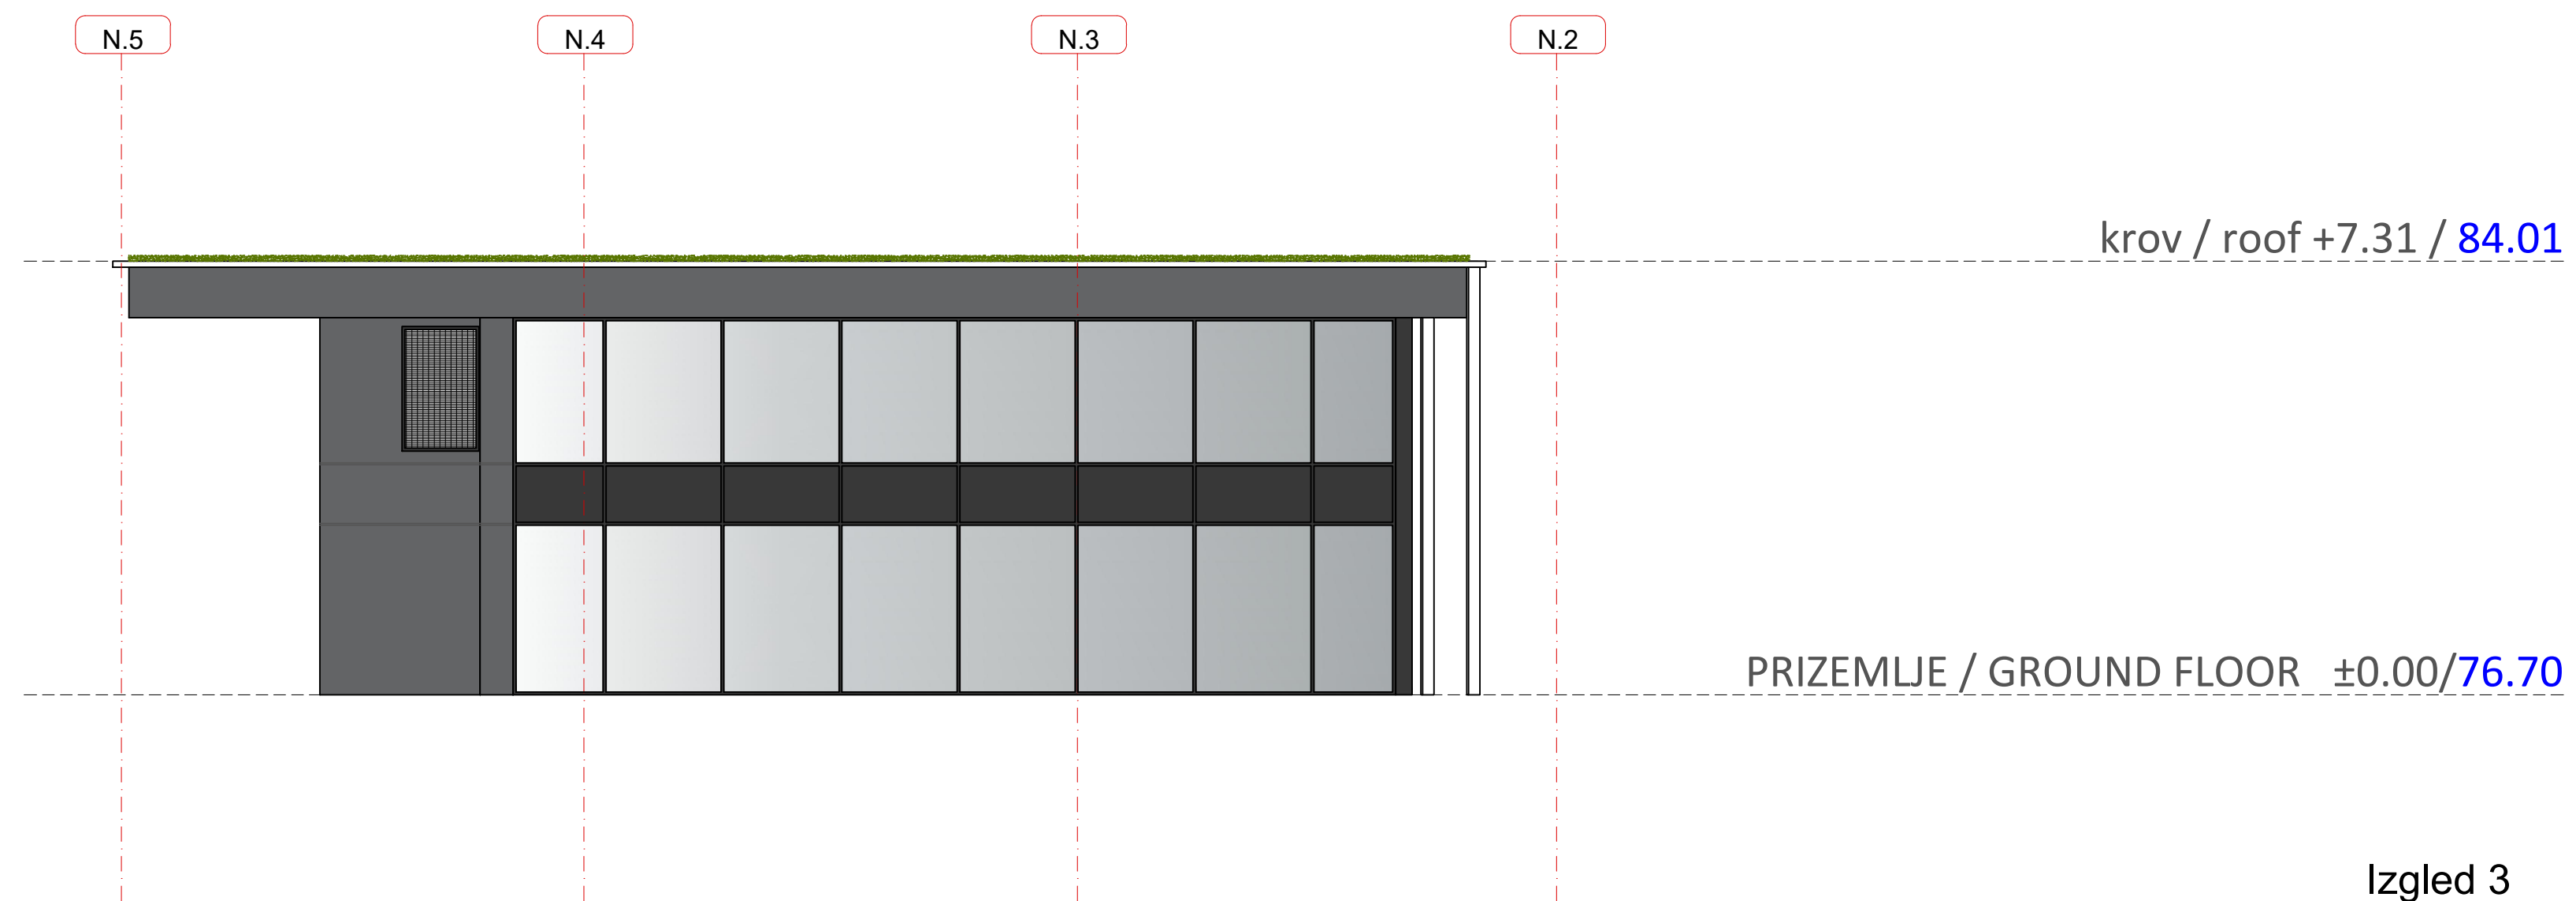 N.5 N.4 N.3 N.2
krov / roof +7.31 / 84.01
PRIZEMLJE / GROUND FLOOR ±0.00/76.70
Izgled 3